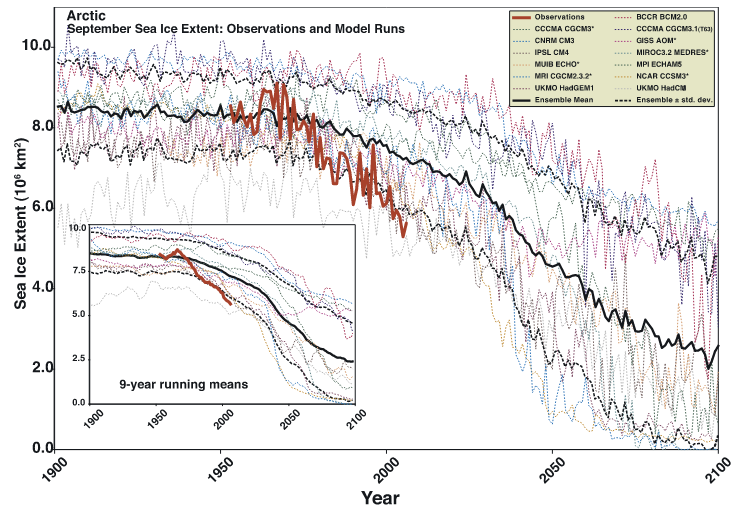 Arctic
September Sea Ice Extent: Observations and Model Runs
Observations
CCCMA CGCM3*
CNRM CM3
IPSL CM4
MUIB ECHO*
MRI CGCM2.3.2*
UKMO HadGEM1
Ensemble Mean
BCCR BCM2.0
CCCMA CGCM3.1(T63)
GISS AOM*
MIROC3.2 MEDRES*
MPI ECHAM5
NCAR CCSM3*
UKMO HadCM
Ensemble ± std. dev.
Sea Ice Extent (10⁶ km²)
10.0
8.0
6.0
4.0
2.0
0.0
1900
1950
2000
2050
2100
Year
10.0
7.5
5.0
2.5
0.0
9-year running means
1900
1950
2000
2050
2100